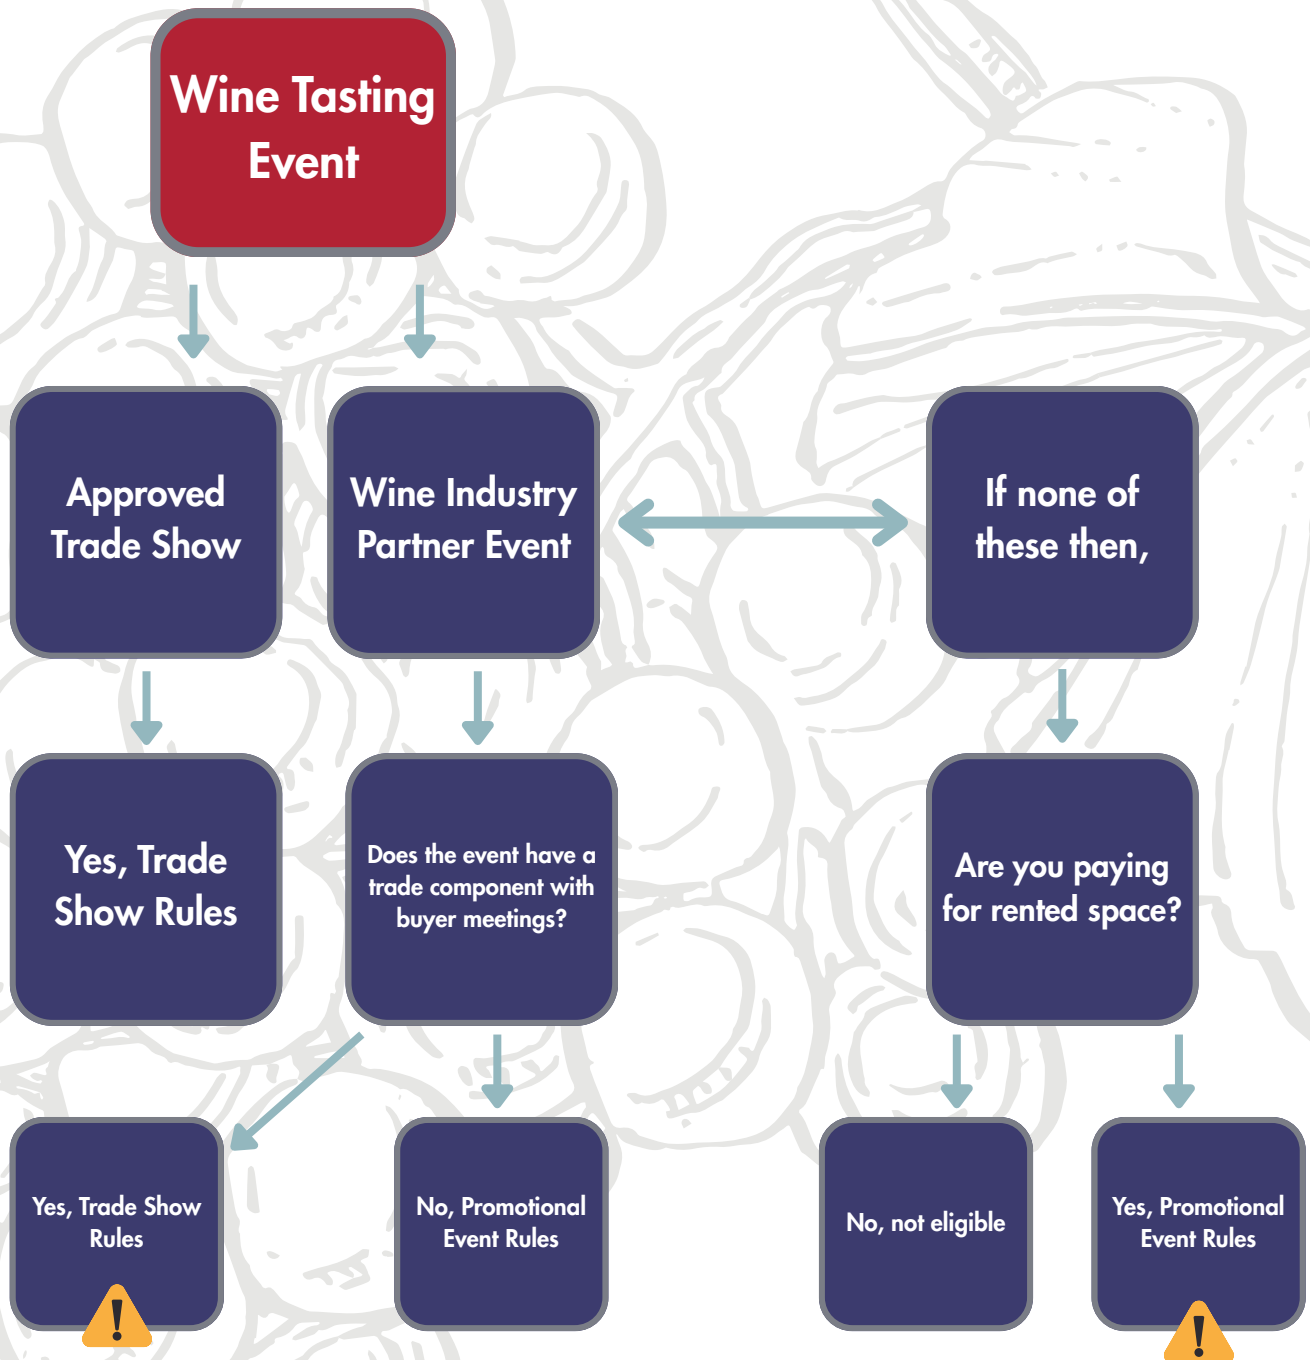 Wine Tasting
Event
Approved
Trade Show
Wine Industry
Partner Event
If none of
these then,
Yes, Trade
Show Rules
Does the event have a
trade component with
buyer meetings?
Are you paying
for rented space?
Yes, Trade Show
Rules
!
No, Promotional
Event Rules
No, not eligible
Yes, Promotional
Event Rules
!